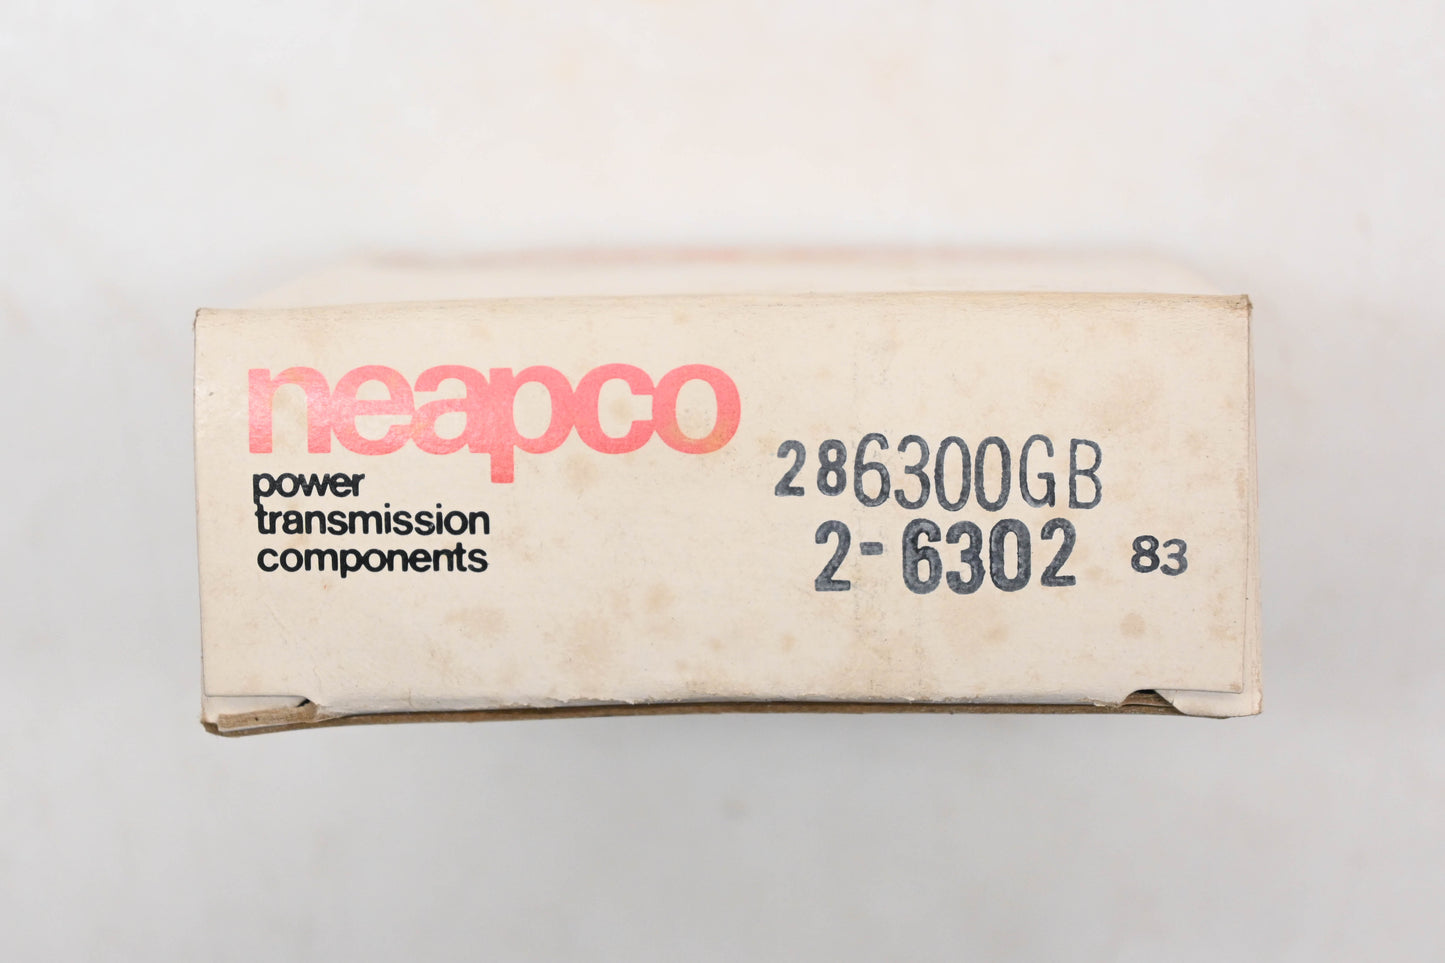 neapco
power
transmission
components
286300GB
2-6302 83